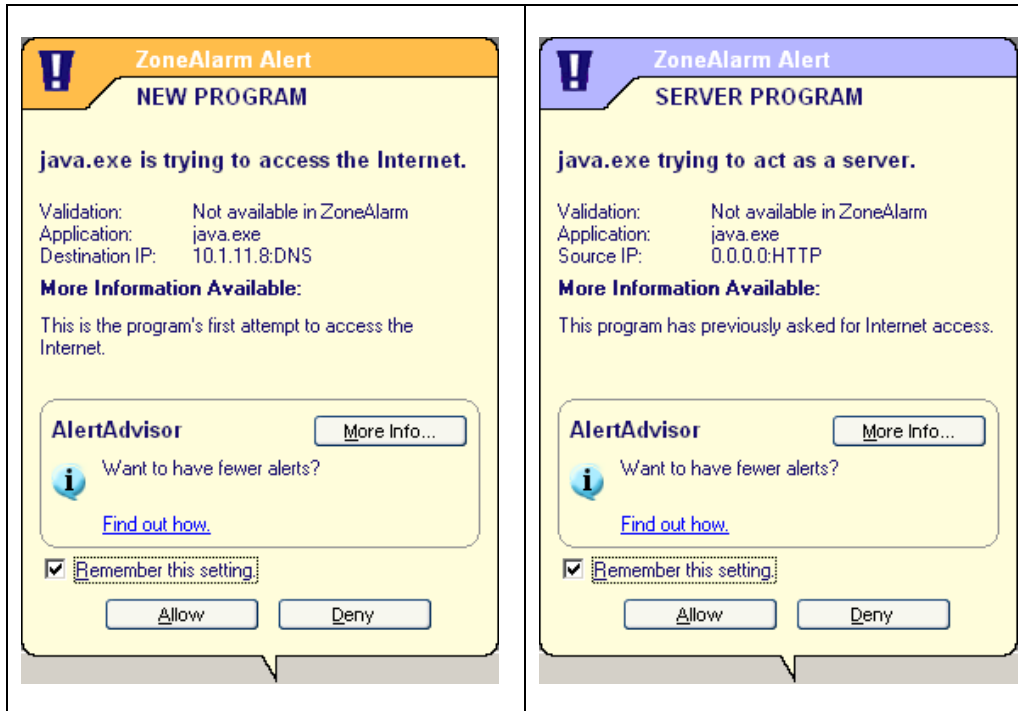 ZoneAlarm Alert
NEW PROGRAM
java.exe is trying to access the Internet.
Validation: Not available in ZoneAlarm
Application: java.exe
Destination IP: 10.1.11.8:DNS
More Information Available:
This is the program's first attempt to access the
Internet.
AlertAdvisor More Info...
Want to have fewer alerts?
Find out how.
Remember this setting.
Allow Deny
ZoneAlarm Alert
SERVER PROGRAM
java.exe trying to act as a server.
Validation: Not available in ZoneAlarm
Application: java.exe
Source IP: 0.0.0.0:HTTP
More Information Available:
This program has previously asked for Internet access.
AlertAdvisor More Info...
Want to have fewer alerts?
Find out how.
Remember this setting.
Allow Deny